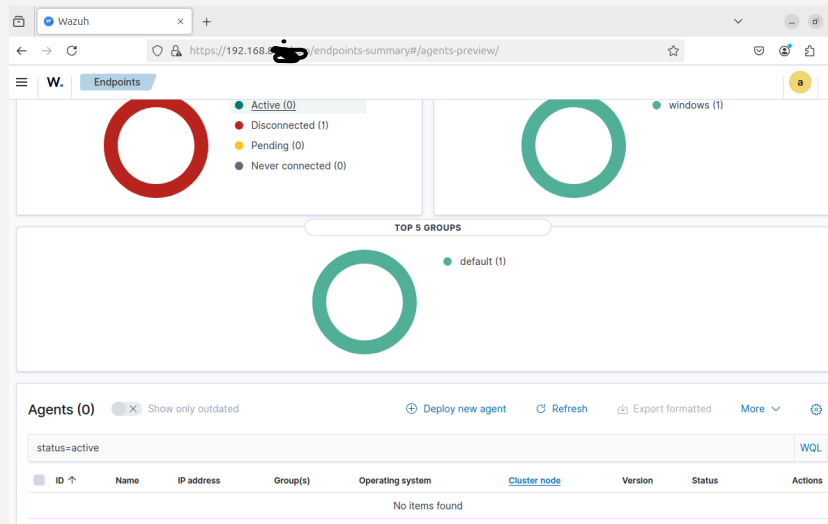 Wazuh
https://192.168.8 /endpoints-summary#/agents-preview/
W. Endpoints a
Active (0)
Disconnected (1)
Pending (0)
Never connected (0)
windows (1)
TOP 5 GROUPS
default (1)
Agents (0) Show only outdated Deploy new agent Refresh Export formatted More
status=active WQL
ID Name IP address Group(s) Operating system Cluster node Version Status Actions
No items found